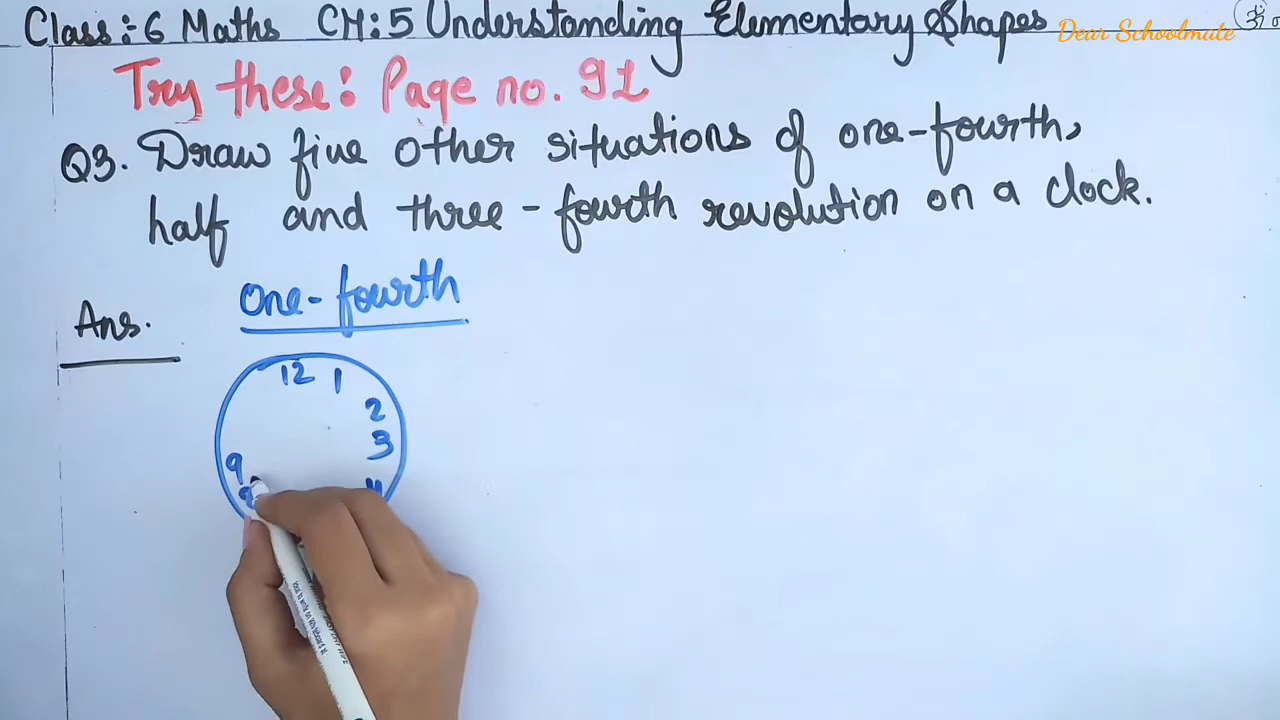 Class:- 6 Maths CH:5 Understanding Elementary Shapes
Dear Schoolmate
Try these: Page no. 91
Q3. Draw five other situations of one-fourth,
half and three-fourth revolution on a clock.
Ans.
One-fourth
12 1
2
3
9
4
8